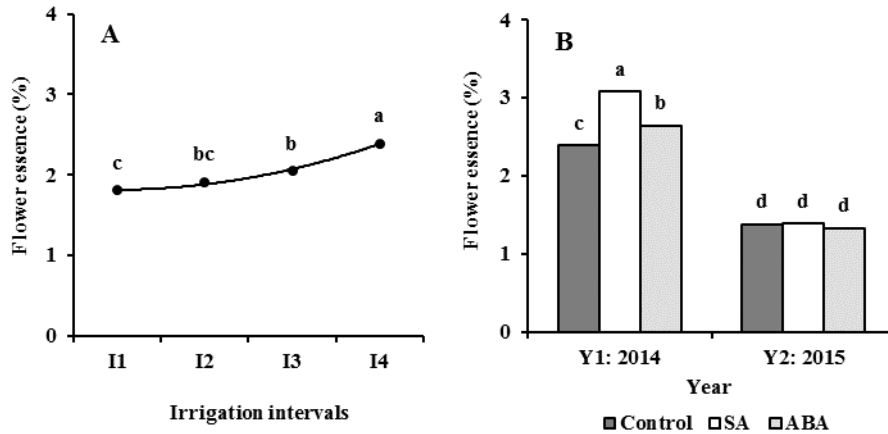 A
Flower essence (%)
4
3
2
1
0
c
bc
b
a
I1 I2 I3 I4
Irrigation intervals
B
Flower essence (%)
4
3
2
1
0
c a b d d d
Y1: 2014 Y2: 2015
Year
Control SA ABA